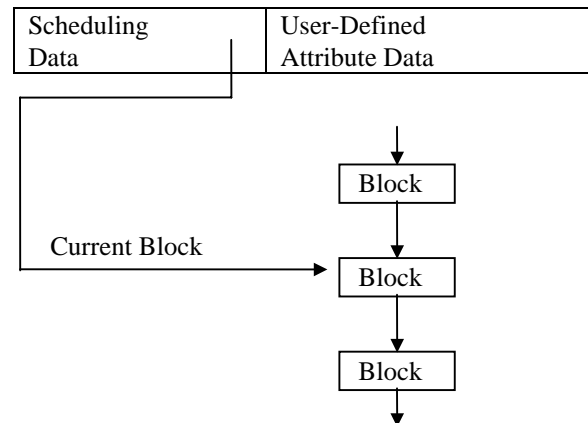 Scheduling Data
User-Defined Attribute Data
Block
Current Block
Block
Block